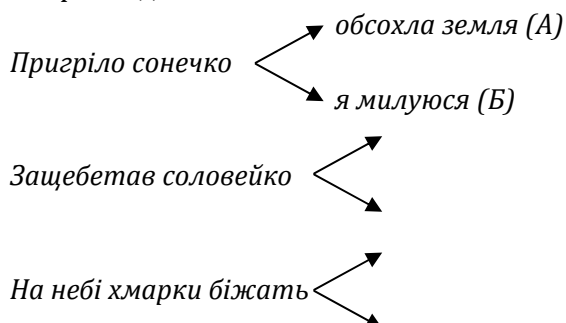 обсохла земля (А)
Пригріло сонечко
я милуюся (Б)
Защебетав соловейко
На небі хмарки біжать